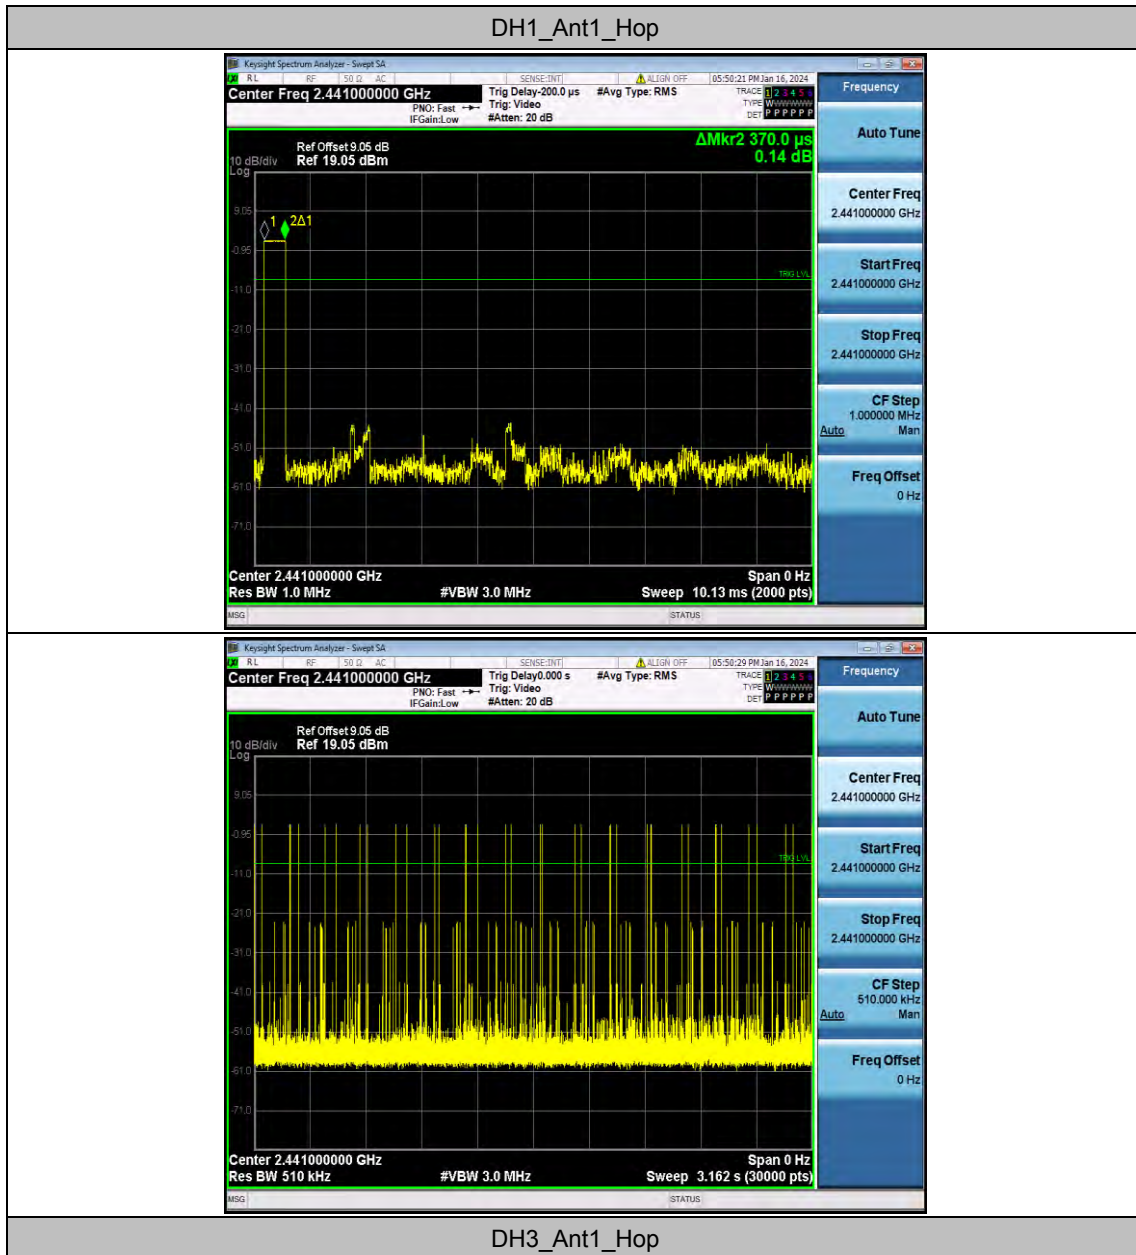 DH1_Ant1_Hop
Keysight Spectrum Analyzer - Swept SA
RL RF 50 Ω AC SENSE:INT ALIGN OFF 05:50:21 PM Jan 16, 2024
Center Freq 2.441000000 GHz
PNO: Fast
IFGain:Low
Trig Delay-200.0 µs
Trig: Video
#Atten: 20 dB
#Avg Type: RMS
TRACE 1 2 3 4 5 6
TYPE WWWWWW
DET P P P P P P
Frequency
Auto Tune
Center Freq
2.441000000 GHz
Start Freq
2.441000000 GHz
Stop Freq
2.441000000 GHz
CF Step
1.000000 MHz
Auto Man
Freq Offset
0 Hz
ΔMkr2 370.0 µs
0.14 dB
Ref Offset 9.05 dB
10 dB/div Ref 19.05 dBm
Log
9.05
1 2Δ1
-0.95
TRIG LVL
-11.0
-21.0
-31.0
-41.0
-51.0
-61.0
-71.0
Center 2.441000000 GHz Span 0 Hz
Res BW 1.0 MHz #VBW 3.0 MHz Sweep 10.13 ms (2000 pts)
MSG STATUS
Keysight Spectrum Analyzer - Swept SA
RL RF 50 Ω AC SENSE:INT ALIGN OFF 05:50:29 PM Jan 16, 2024
Center Freq 2.441000000 GHz
PNO: Fast
IFGain:Low
Trig Delay0.000 s
Trig: Video
#Atten: 20 dB
#Avg Type: RMS
TRACE 1 2 3 4 5 6
TYPE WWWWWW
DET P P P P P P
Frequency
Auto Tune
Center Freq
2.441000000 GHz
Start Freq
2.441000000 GHz
Stop Freq
2.441000000 GHz
CF Step
510.000 kHz
Auto Man
Freq Offset
0 Hz
Ref Offset 9.05 dB
10 dB/div Ref 19.05 dBm
Log
9.05
-0.95
TRIG LVL
-11.0
-21.0
-31.0
-41.0
-51.0
-61.0
-71.0
Center 2.441000000 GHz Span 0 Hz
Res BW 510 kHz #VBW 3.0 MHz Sweep 3.162 s (30000 pts)
MSG STATUS
DH3_Ant1_Hop